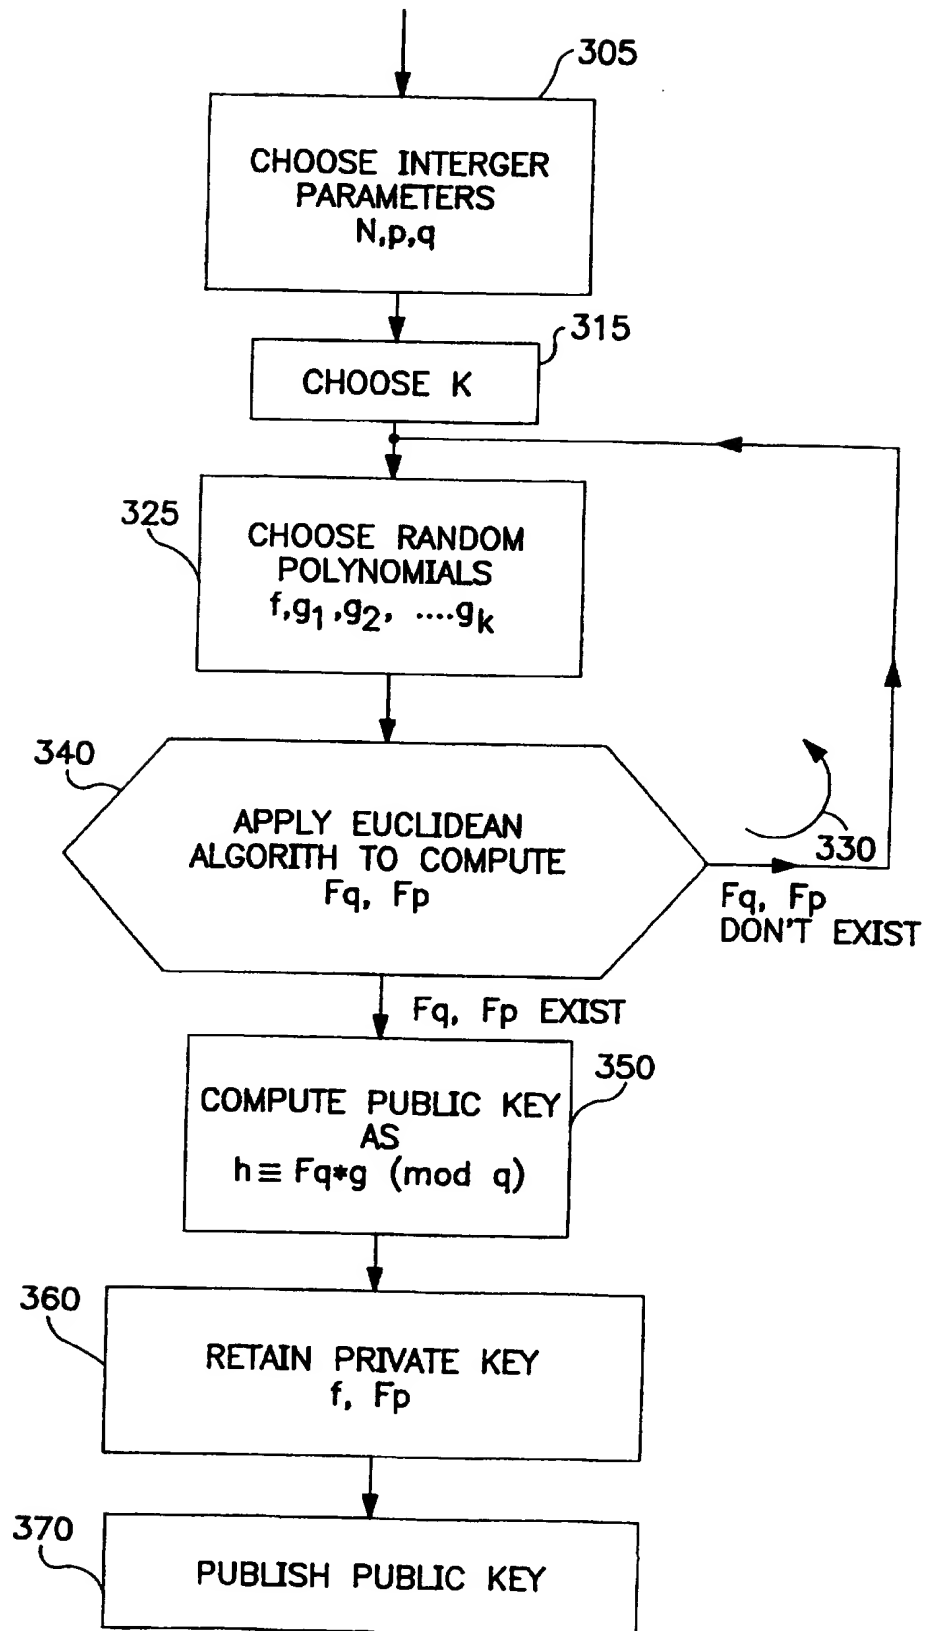 305
CHOOSE INTERGER
PARAMETERS
N,p,q
315
CHOOSE K
325
CHOOSE RANDOM
POLYNOMIALS
f,g1,g2, ....gk
340
APPLY EUCLIDEAN
ALGORITH TO COMPUTE
Fq, Fp
330
Fq, Fp
DON'T EXIST
Fq, Fp EXIST
350
COMPUTE PUBLIC KEY
AS
h≡ Fq*g (mod q)
360
RETAIN PRIVATE KEY
f, Fp
370
PUBLISH PUBLIC KEY